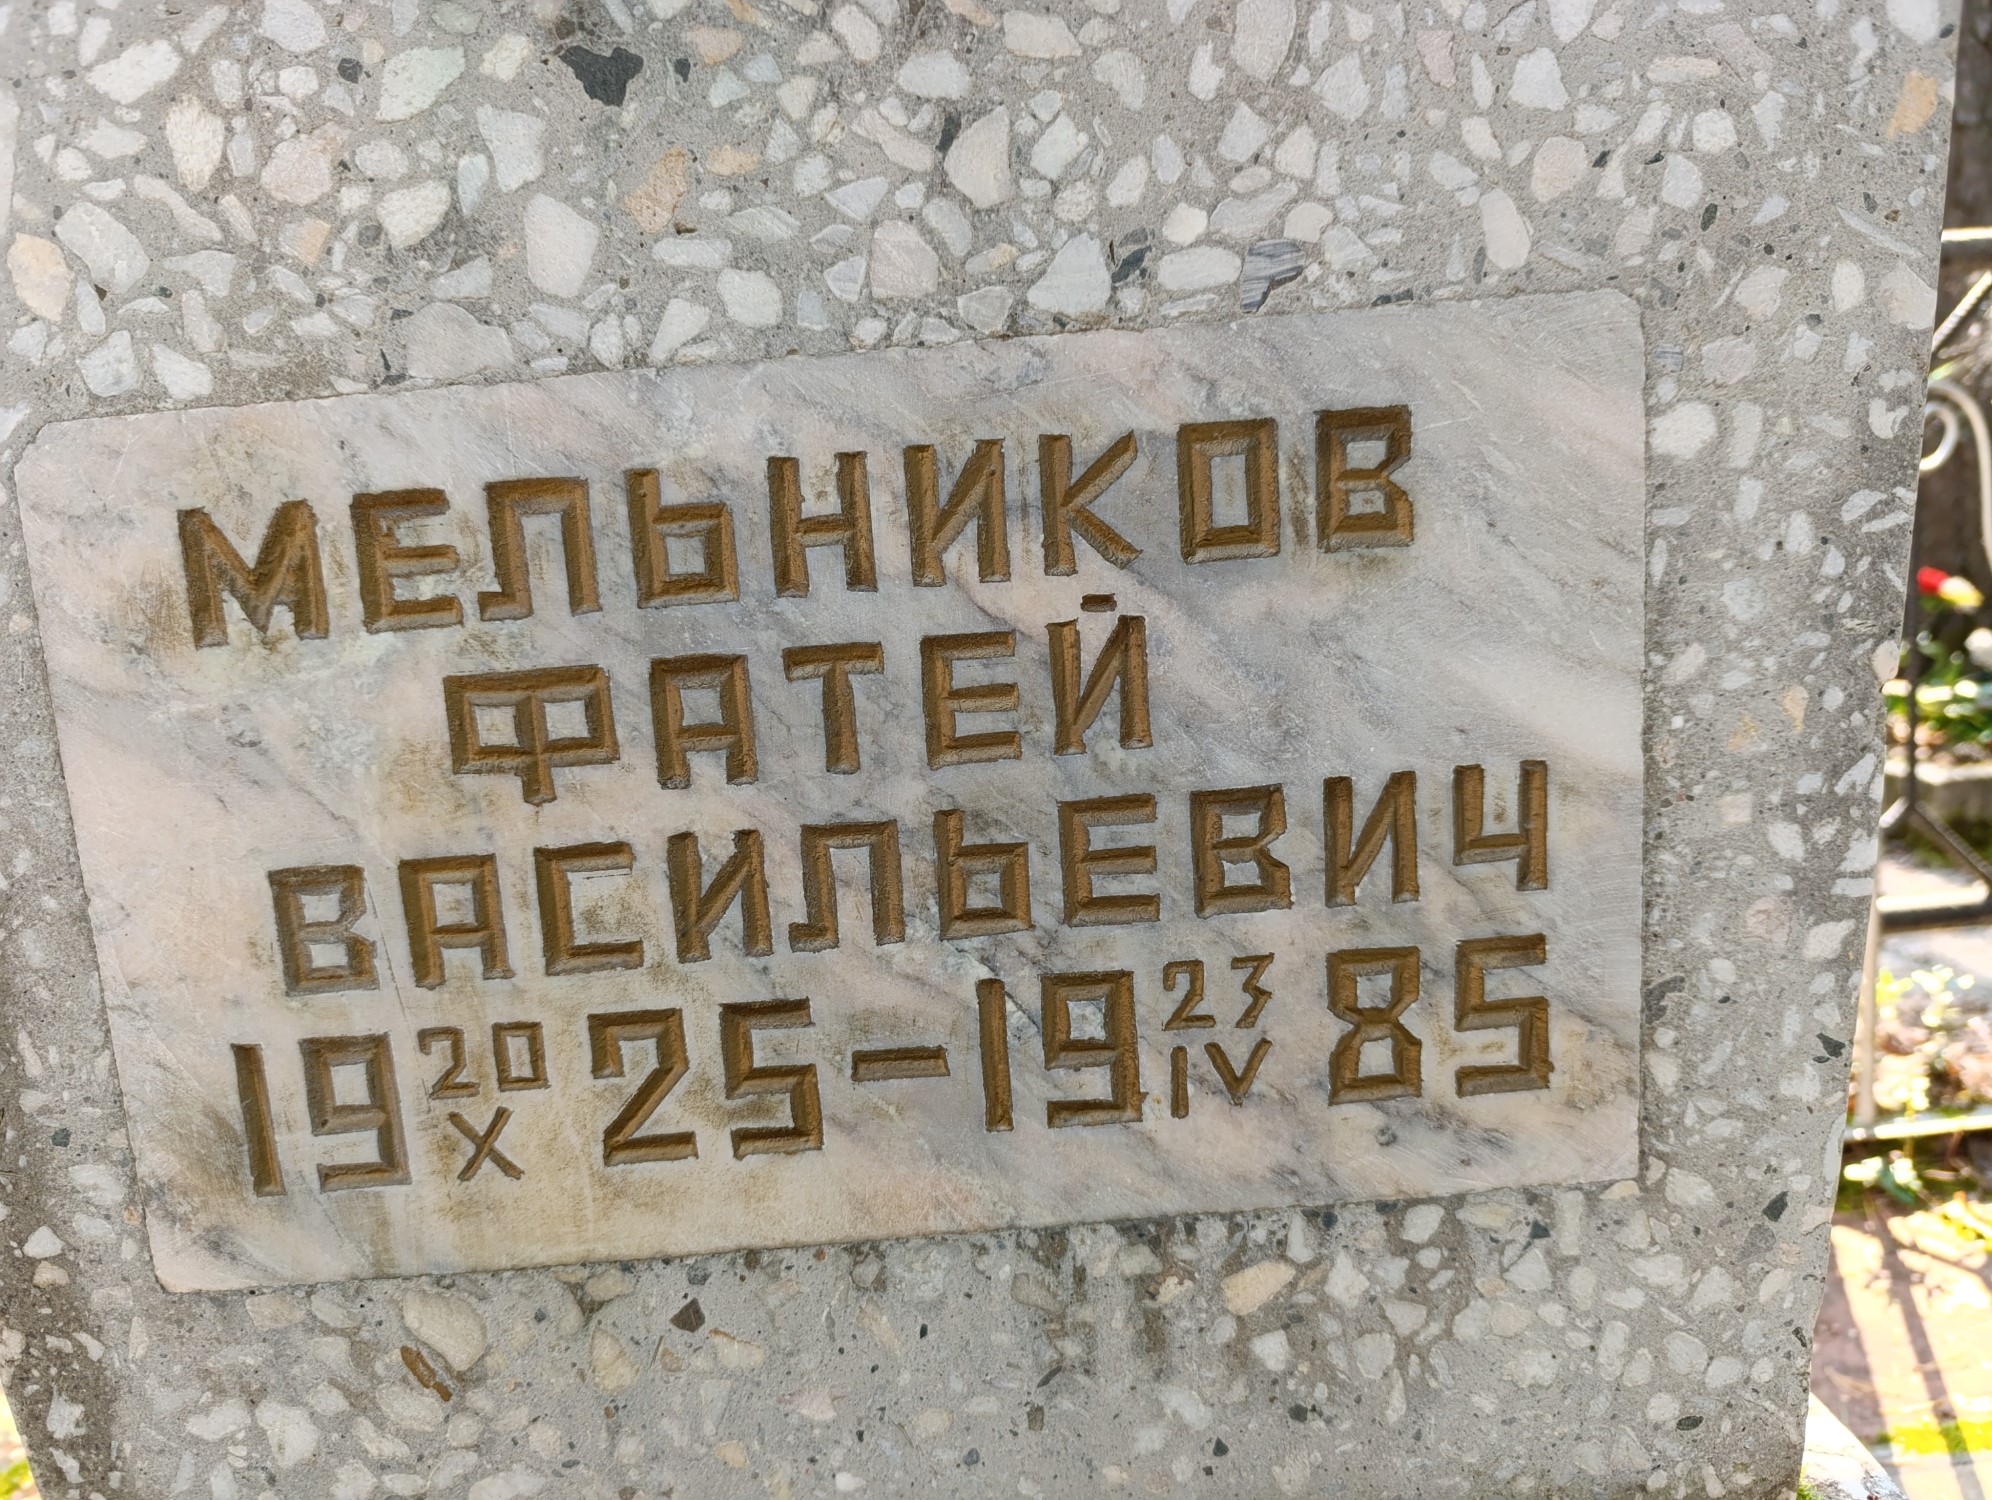 МЕЛЬНИКОВ
ФАТЕЙ
ВАСИЛЬЕВИЧ
19 20/X 25 – 19 23/IV 85